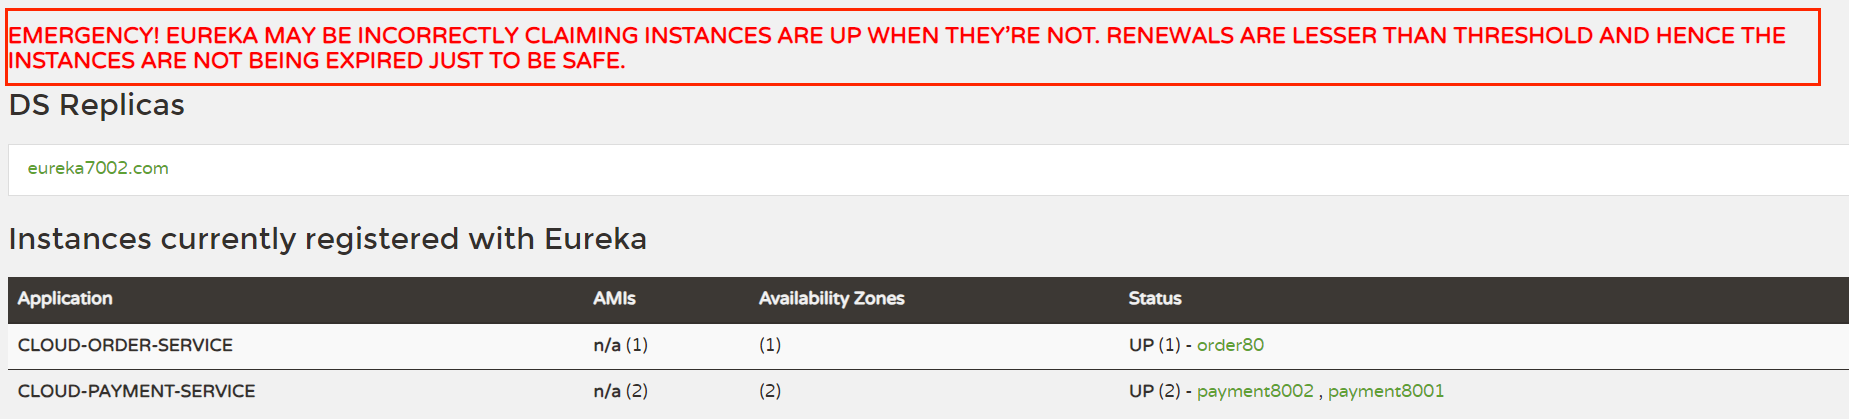 EMERGENCY! EUREKA MAY BE INCORRECTLY CLAIMING INSTANCES ARE UP WHEN THEY’RE NOT. RENEWALS ARE LESSER THAN THRESHOLD AND HENCE THE
INSTANCES ARE NOT BEING EXPIRED JUST TO BE SAFE.
DS Replicas
eureka7002.com
Instances currently registered with Eureka
Application AMIs Availability Zones Status
CLOUD-ORDER-SERVICE n/a (1) (1) UP (1) - order80
CLOUD-PAYMENT-SERVICE n/a (2) (2) UP (2) - payment8002 , payment8001